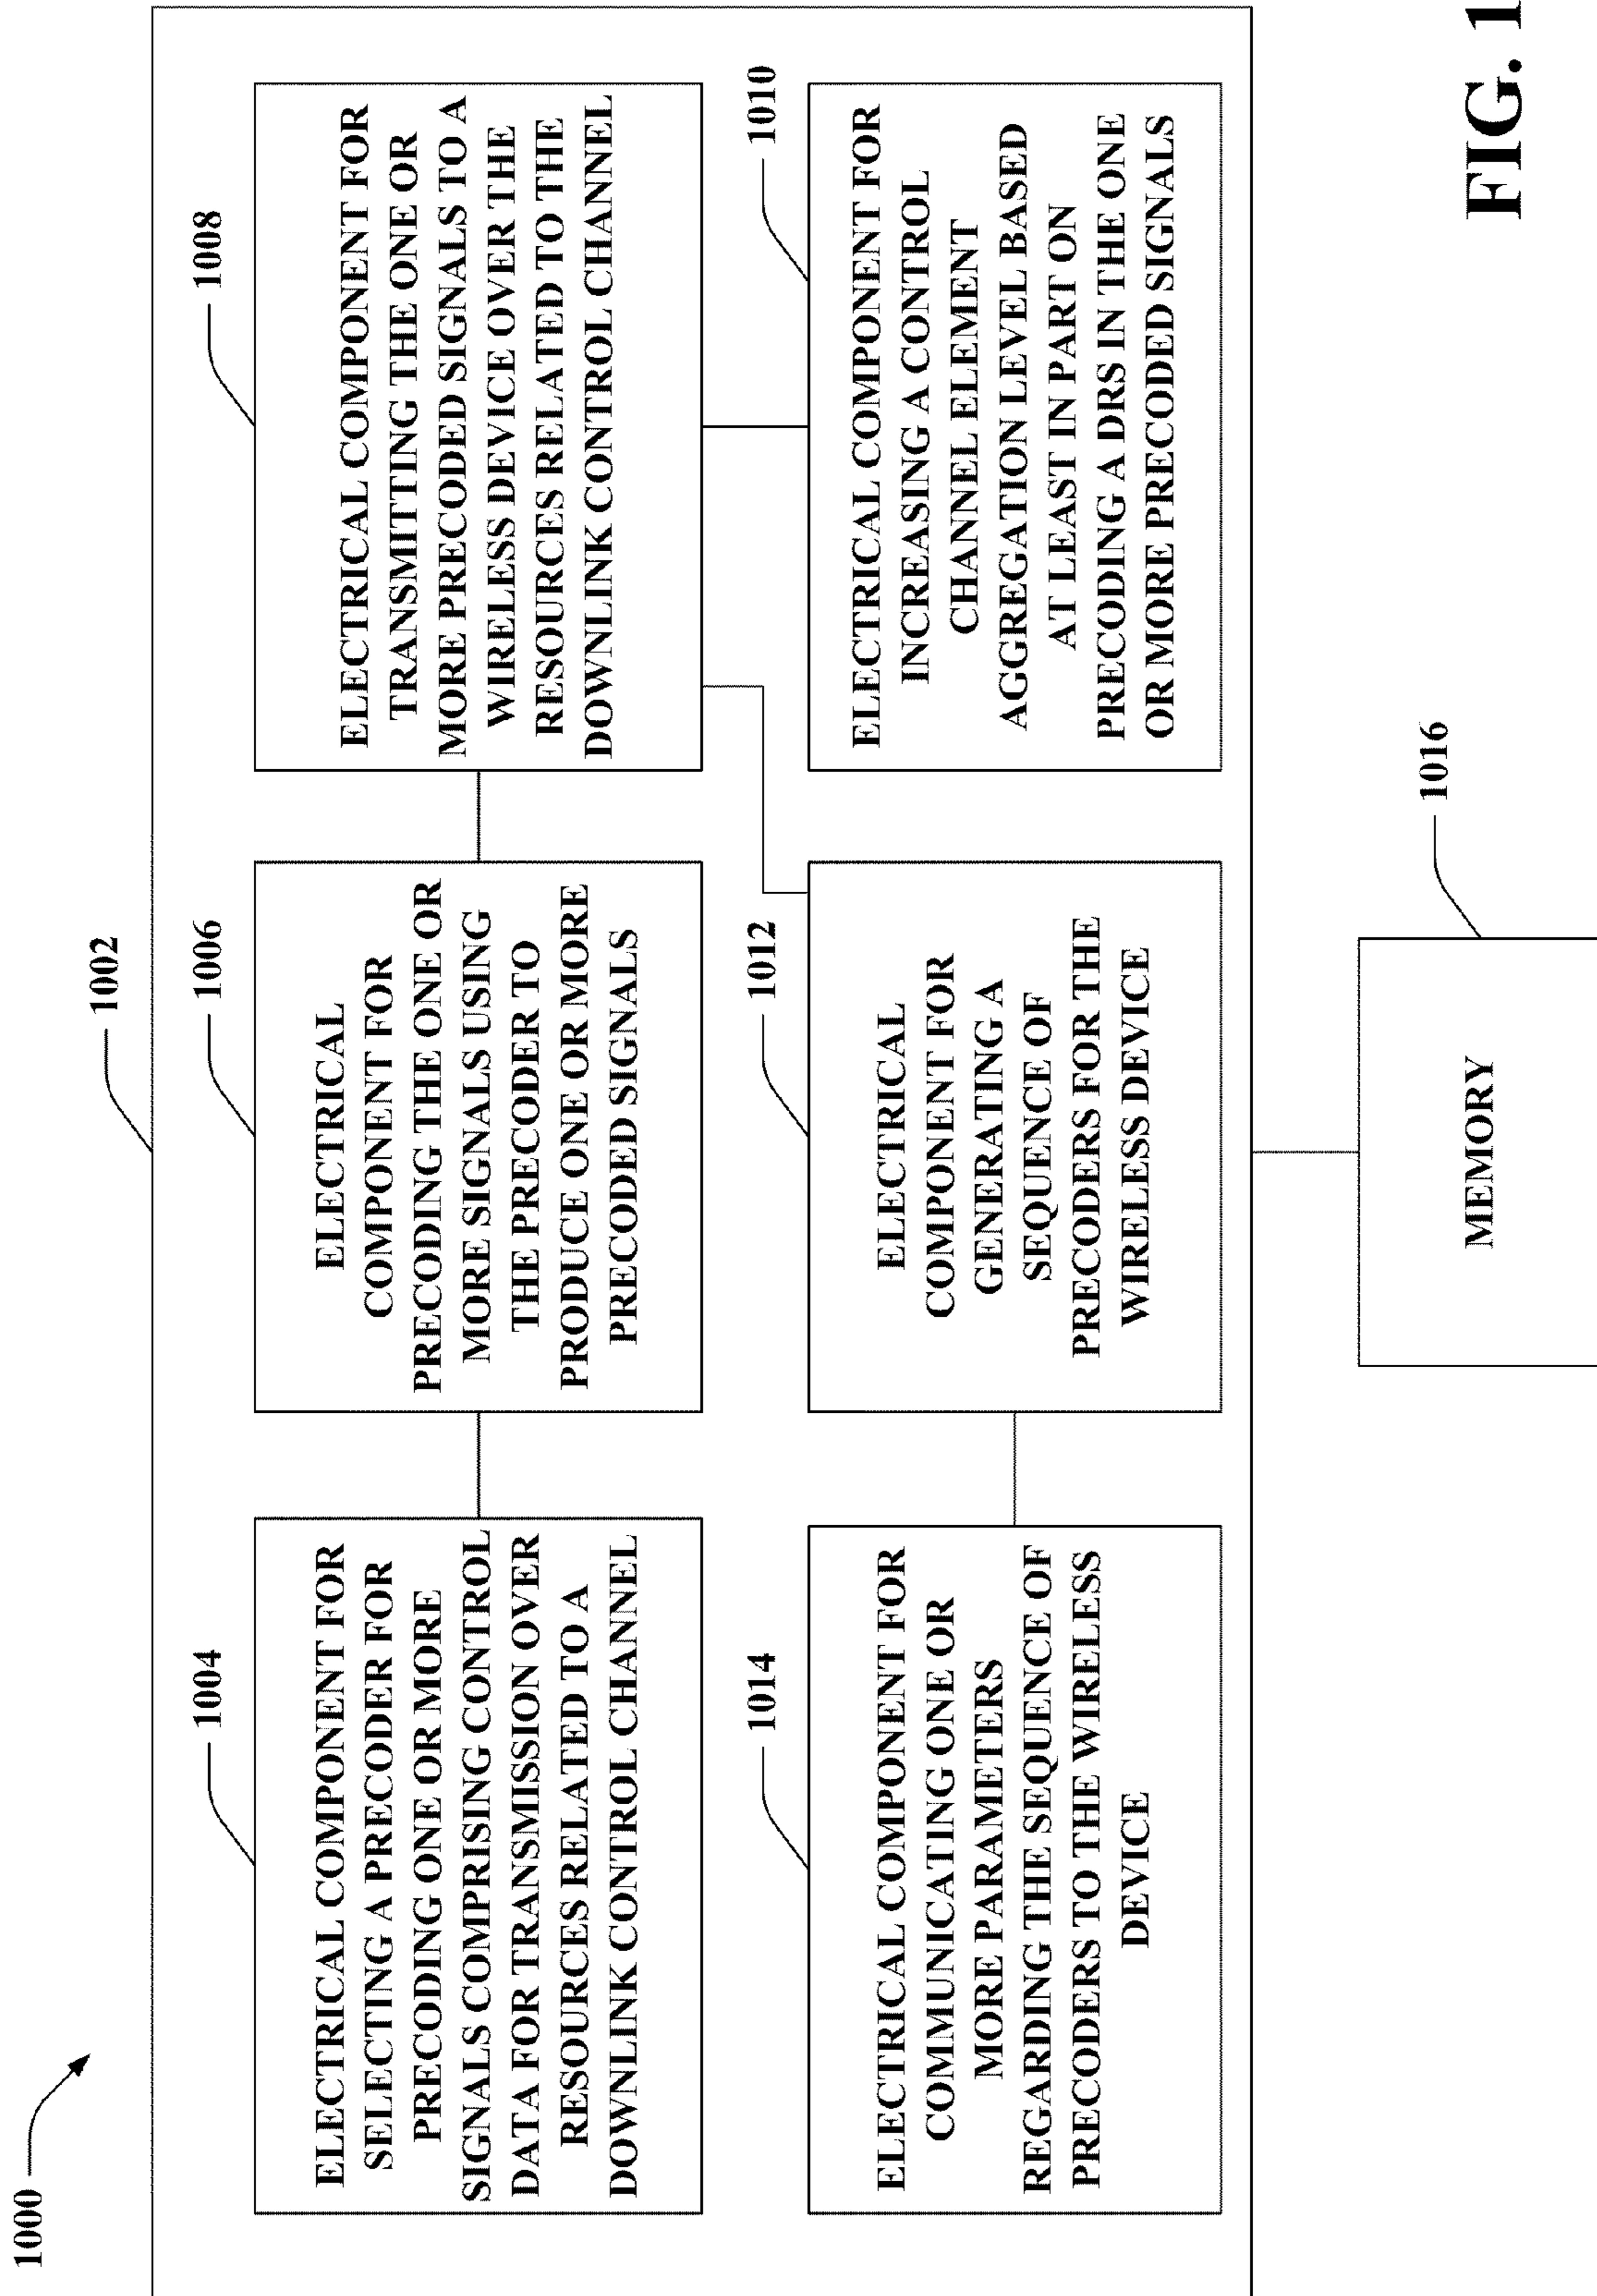 1000
1002
1004
ELECTRICAL COMPONENT FOR
SELECTING A PRECODER FOR
PRECODING ONE OR MORE
SIGNALS COMPRISING CONTROL
DATA FOR TRANSMISSION OVER
RESOURCES RELATED TO A
DOWNLINK CONTROL CHANNEL
1006
ELECTRICAL
COMPONENT FOR
PRECODING THE ONE OR
MORE SIGNALS USING
THE PRECODER TO
PRODUCE ONE OR MORE
PRECODED SIGNALS
1008
ELECTRICAL COMPONENT FOR
TRANSMITTING THE ONE OR
MORE PRECODED SIGNALS TO A
WIRELESS DEVICE OVER THE
RESOURCES RELATED TO THE
DOWNLINK CONTROL CHANNEL
1014
ELECTRICAL COMPONENT FOR
COMMUNICATING ONE OR
MORE PARAMETERS
REGARDING THE SEQUENCE OF
PRECODERS TO THE WIRELESS
DEVICE
1012
ELECTRICAL
COMPONENT FOR
GENERATING A
SEQUENCE OF
PRECODERS FOR THE
WIRELESS DEVICE
1010
ELECTRICAL COMPONENT FOR
INCREASING A CONTROL
CHANNEL ELEMENT
AGGREGATION LEVEL BASED
AT LEAST IN PART ON
PRECODING A DRS IN THE ONE
OR MORE PRECODED SIGNALS
1016
MEMORY
FIG. 1